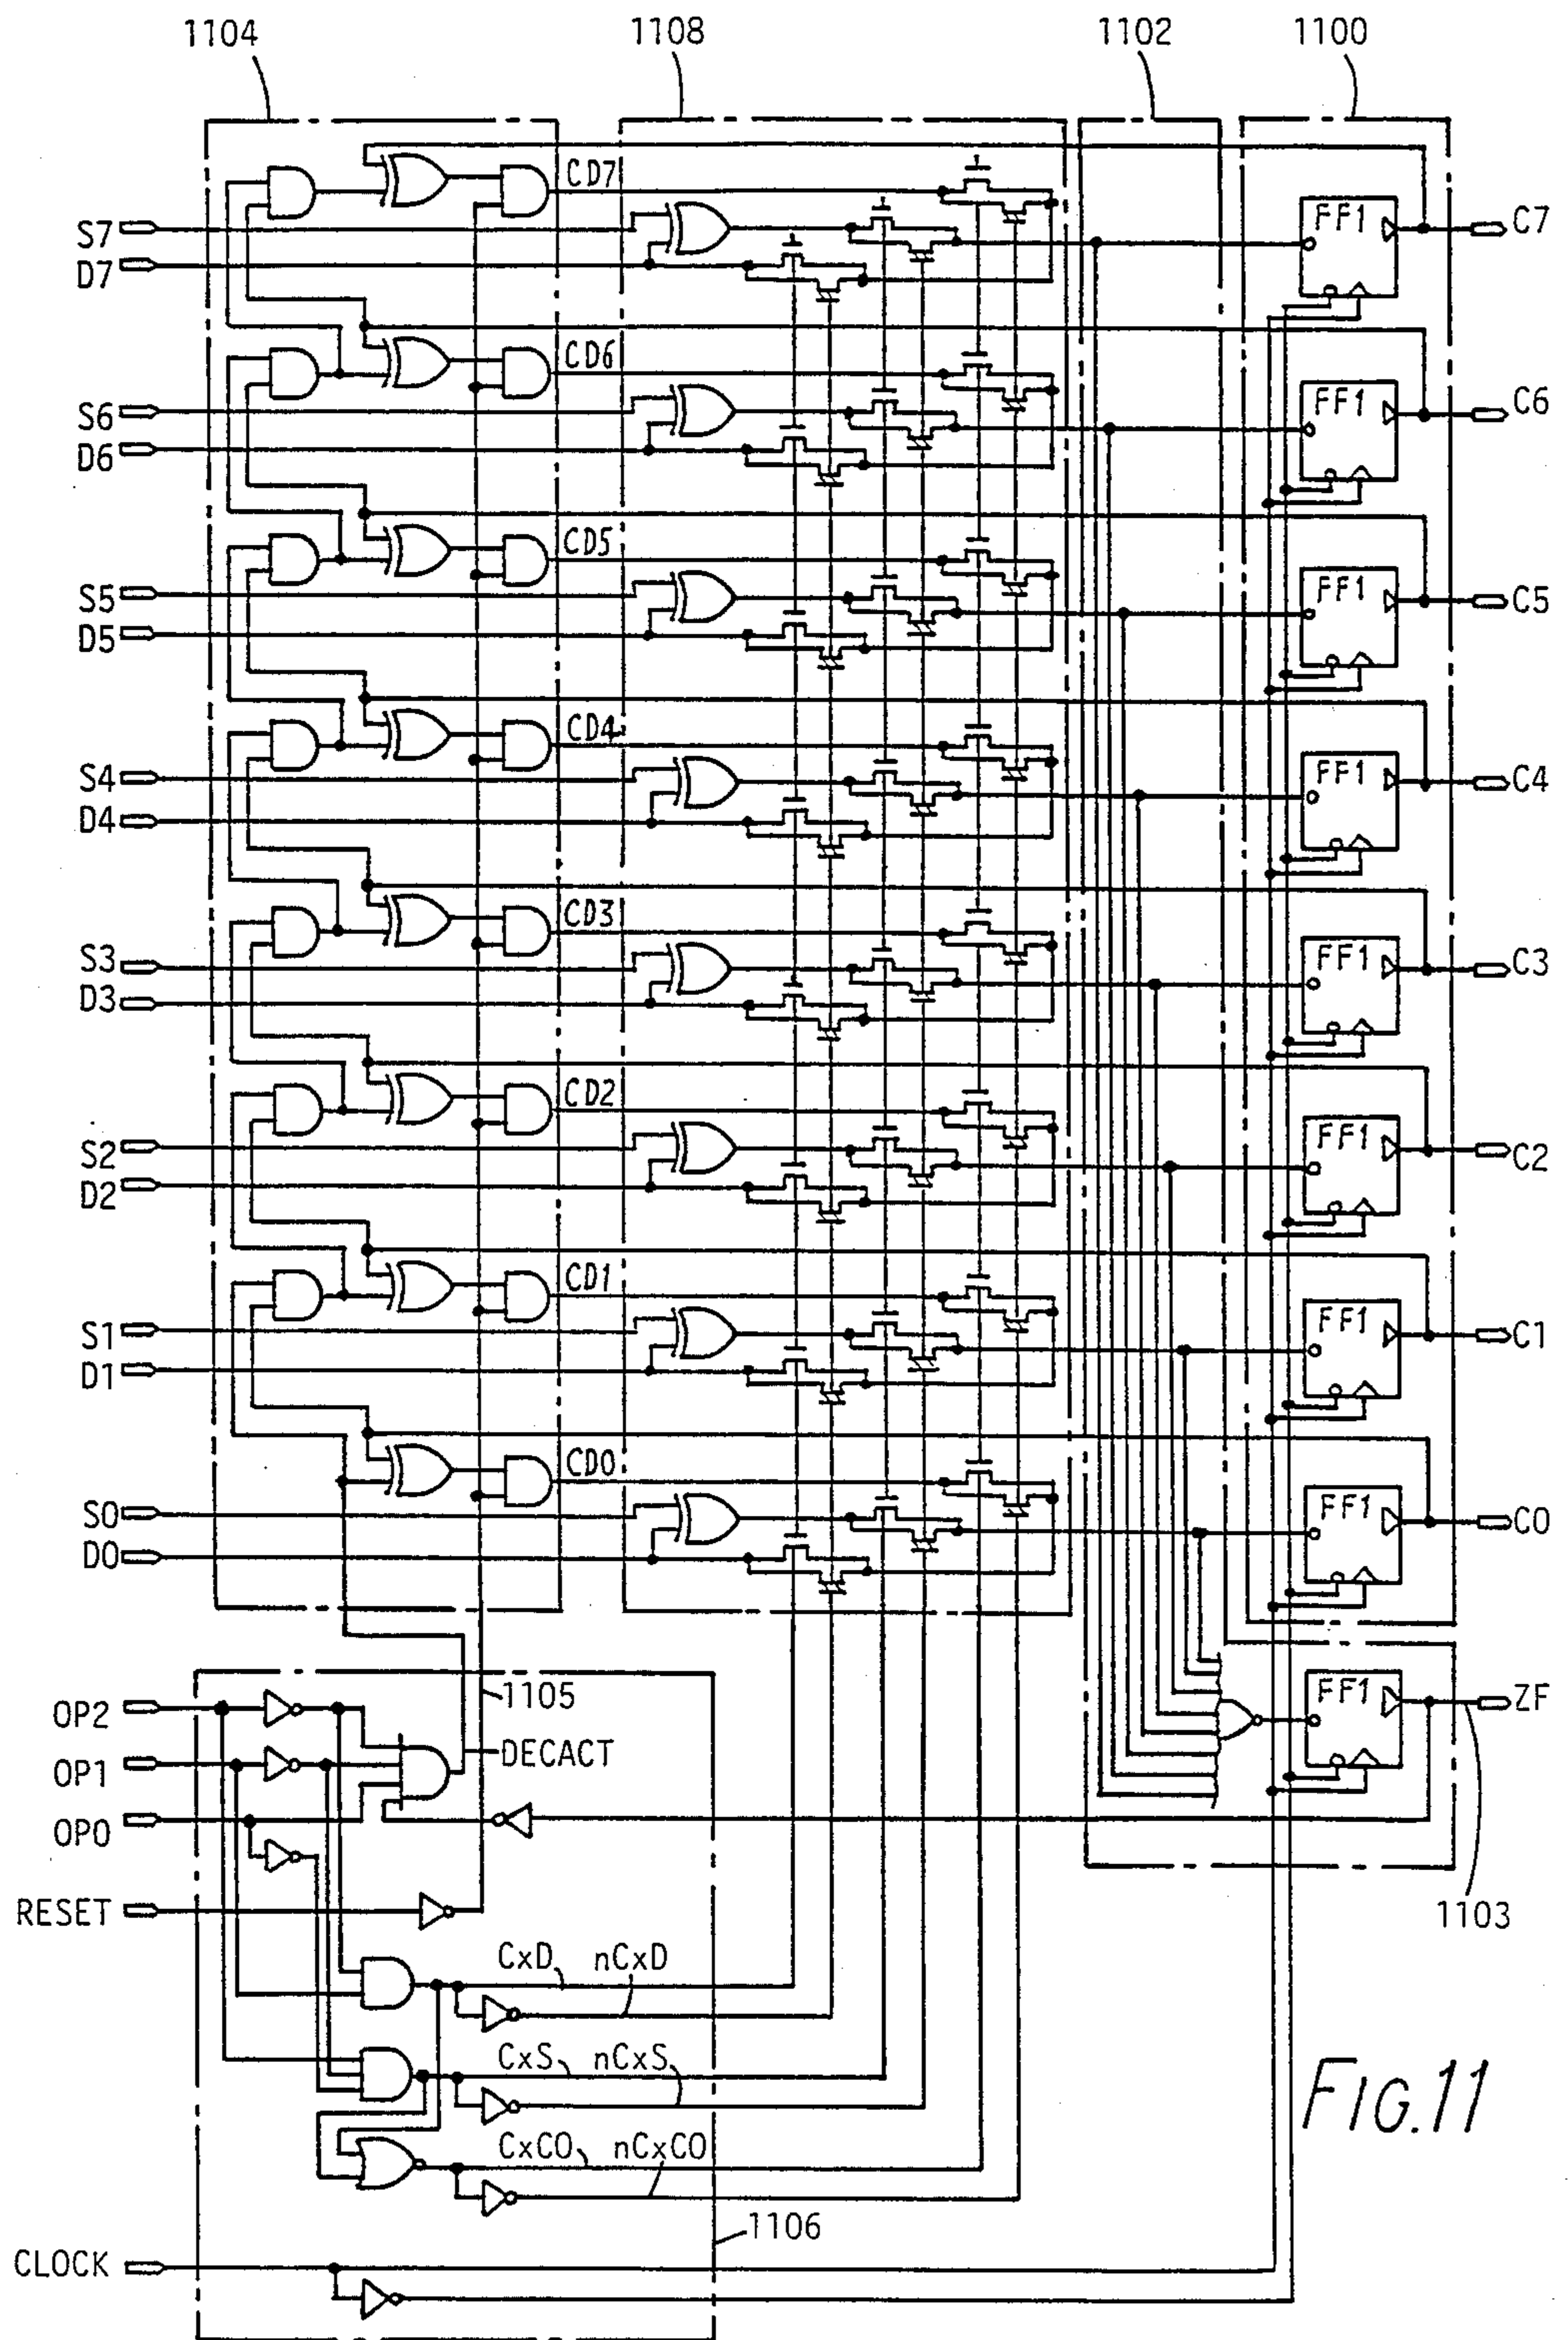 1104 1108 1102 1100
CD7
FF1 C7
S7
D7
CD6
FF1 C6
S6
D6
CD5
FF1 C5
S5
D5
CD4
FF1 C4
S4
D4
CD3
FF1 C3
S3
D3
CD2
FF1 C2
S2
D2
CD1
FF1 C1
S1
D1
CD0
FF1 C0
S0
D0
1105
FF1 ZF
OP2
DECACT
OP1
OP0
RESET
1103
CxD nCxD
CxS nCxS
CxCO nCxCO
FIG.11
1106
CLOCK